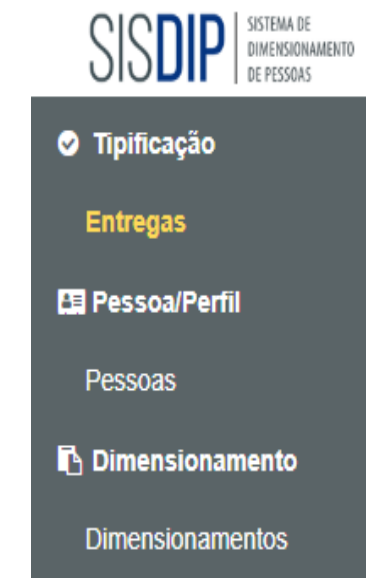 SISDIP
SISTEMA DE
DIMENSIONAMENTO
DE PESSOAS
Tipificação
Entregas
Pessoa/Perfil
Pessoas
Dimensionamento
Dimensionamentos